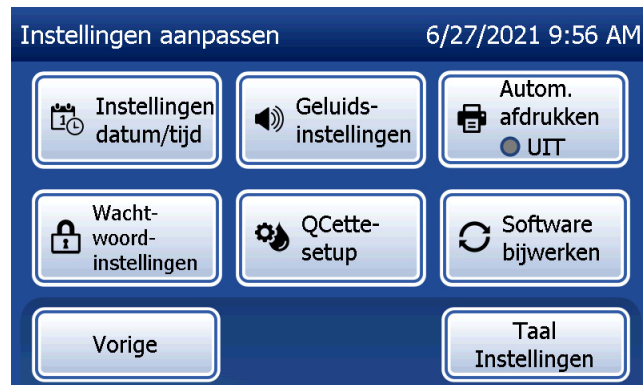 Instellingen aanpassen 6/27/2021 9:56 AM
Instellingen
datum/tijd
Geluids-
instellingen
Autom.
afdrukken
UIT
Wacht-
woord-
instellingen
QCette-
setup
Software
bijwerken
Vorige
Taal
Instellingen